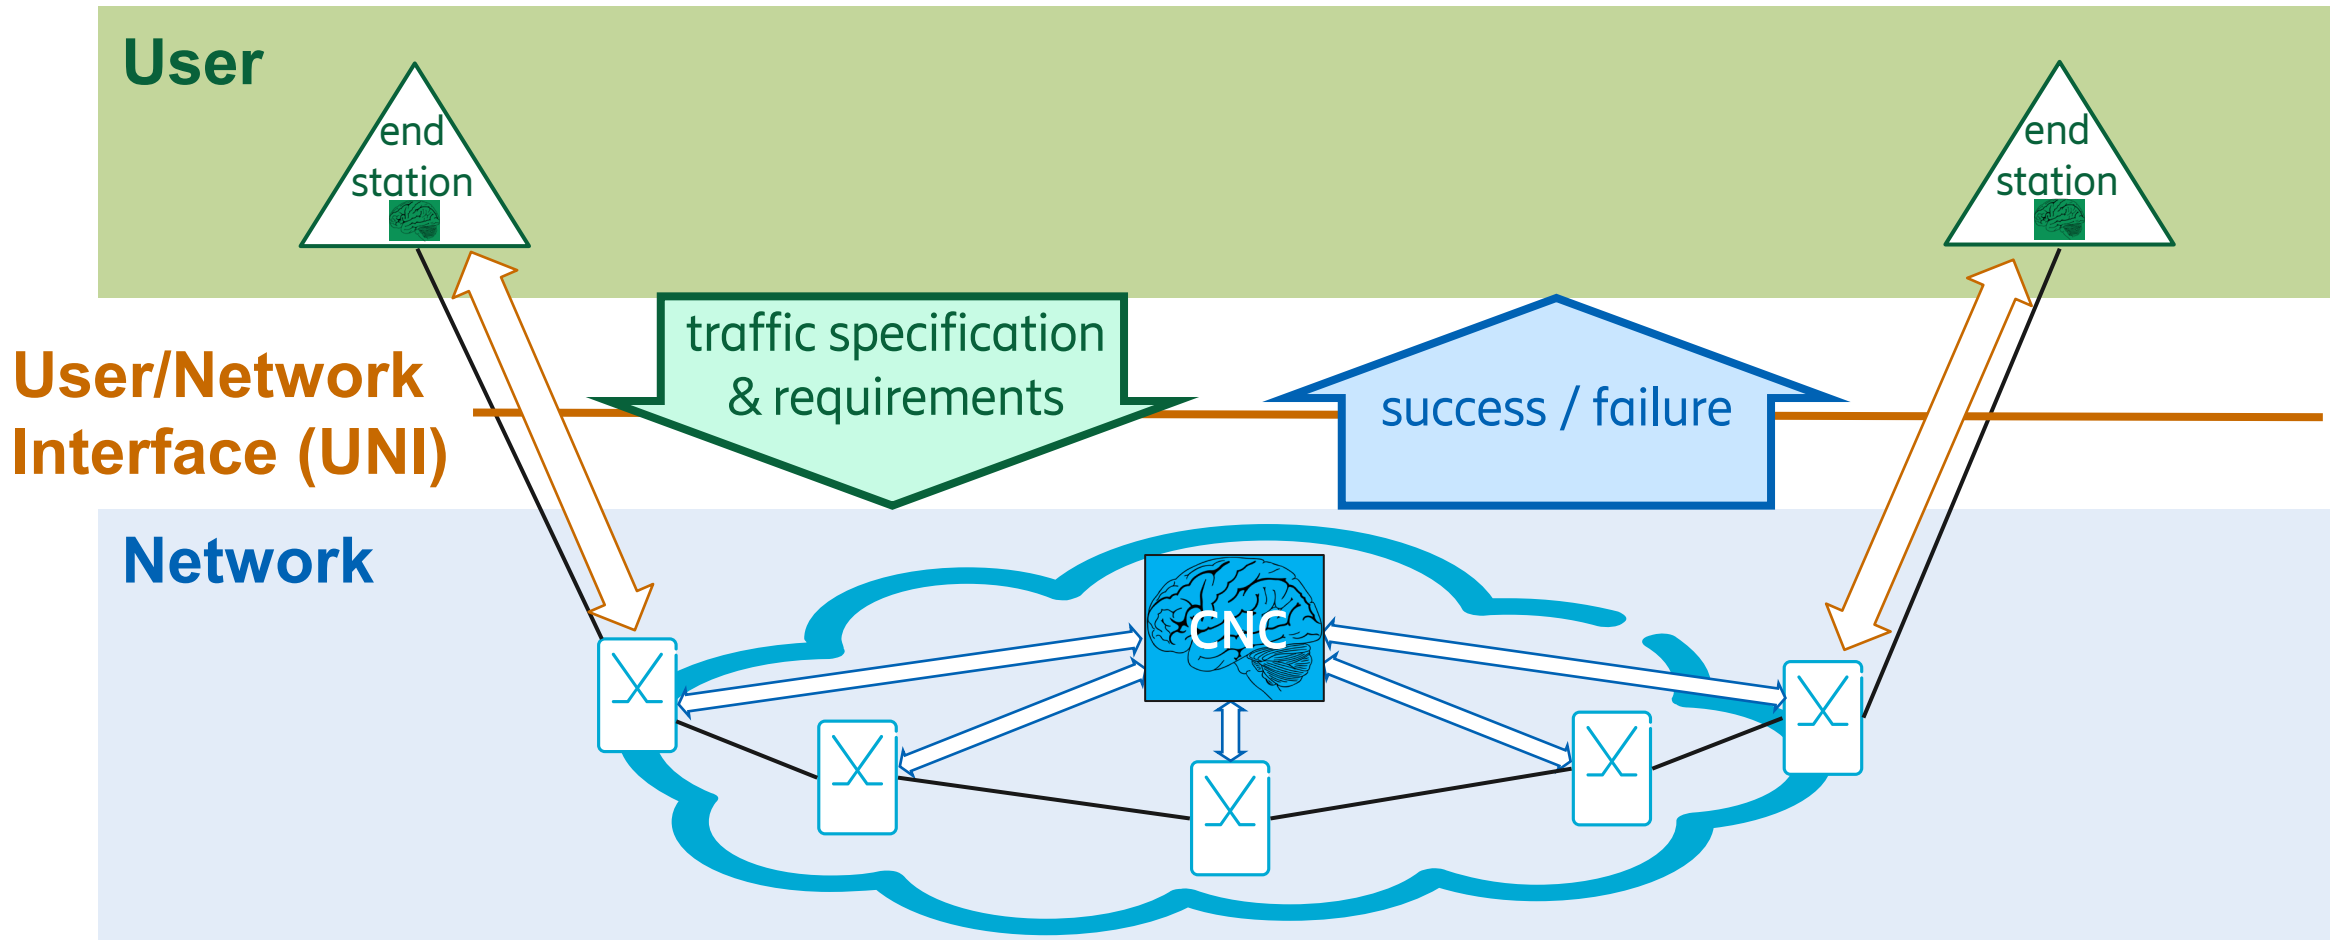 User
end
station
end
station
traffic specification
& requirements
User/Network
Interface (UNI)
success / failure
Network
CNC